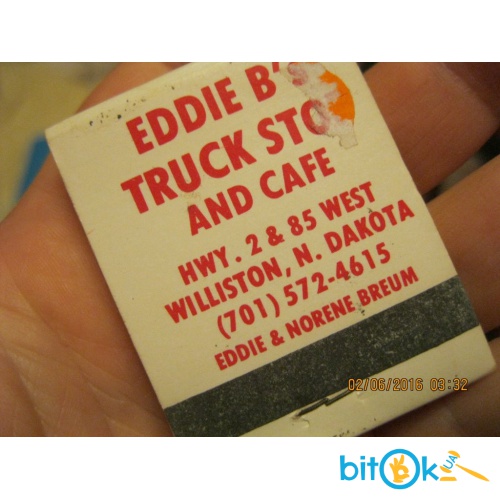 EDDIE B'
TRUCK STO
AND CAFE
HWY. 2 & 85 WEST
WILLISTON, N. DAKOTA
(701) 572-4615
EDDIE & NORENE BREUM
02/06/2016 03:32
bitOk UA